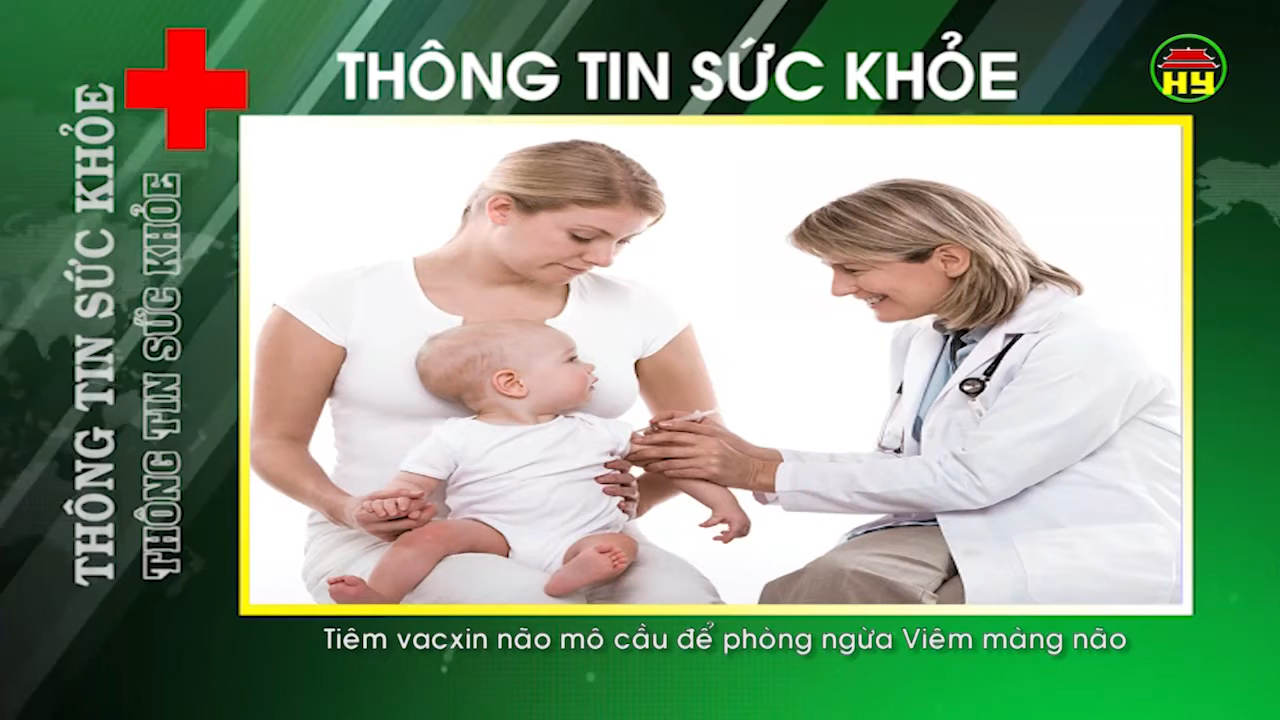 THÔNG TIN SỨC KHỎE
HY
THÔNG TIN SỨC KHỎE
THÔNG TIN SỨC KHỎE
Tiêm vacxin não mô cầu để phòng ngừa Viêm màng não